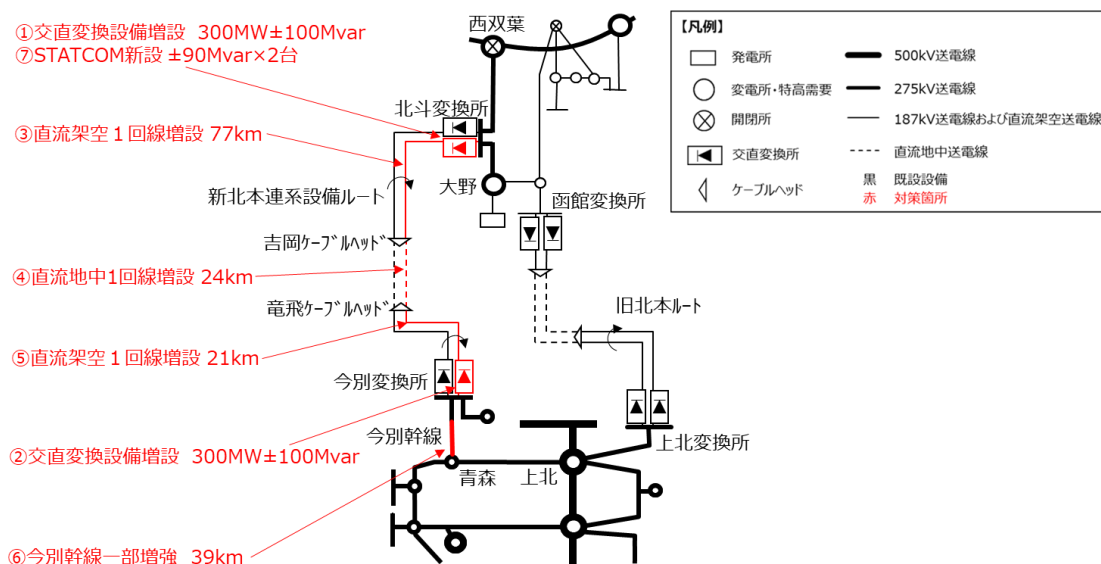 ①交直変換設備増設 300MW±100Mvar
⑦STATCOM新設 ±90Mvar×2台
西双葉
北斗変換所
③直流架空１回線増設 77km
大野
新北本連系設備ルート
函館変換所
吉岡ケーブルヘッド
④直流地中1回線増設 24km
竜飛ケーブルヘッド
旧北本ルート
⑤直流架空１回線増設 21km
今別変換所
今別幹線
上北変換所
②交直変換設備増設 300MW±100Mvar
青森
上北
⑥今別幹線一部増強 39km
【凡例】
発電所
500kV送電線
変電所・特高需要
275kV送電線
開閉所
187kV送電線および直流架空送電線
交直変換所
直流地中送電線
ケーブルヘッド
黒 既設設備
赤 対策箇所